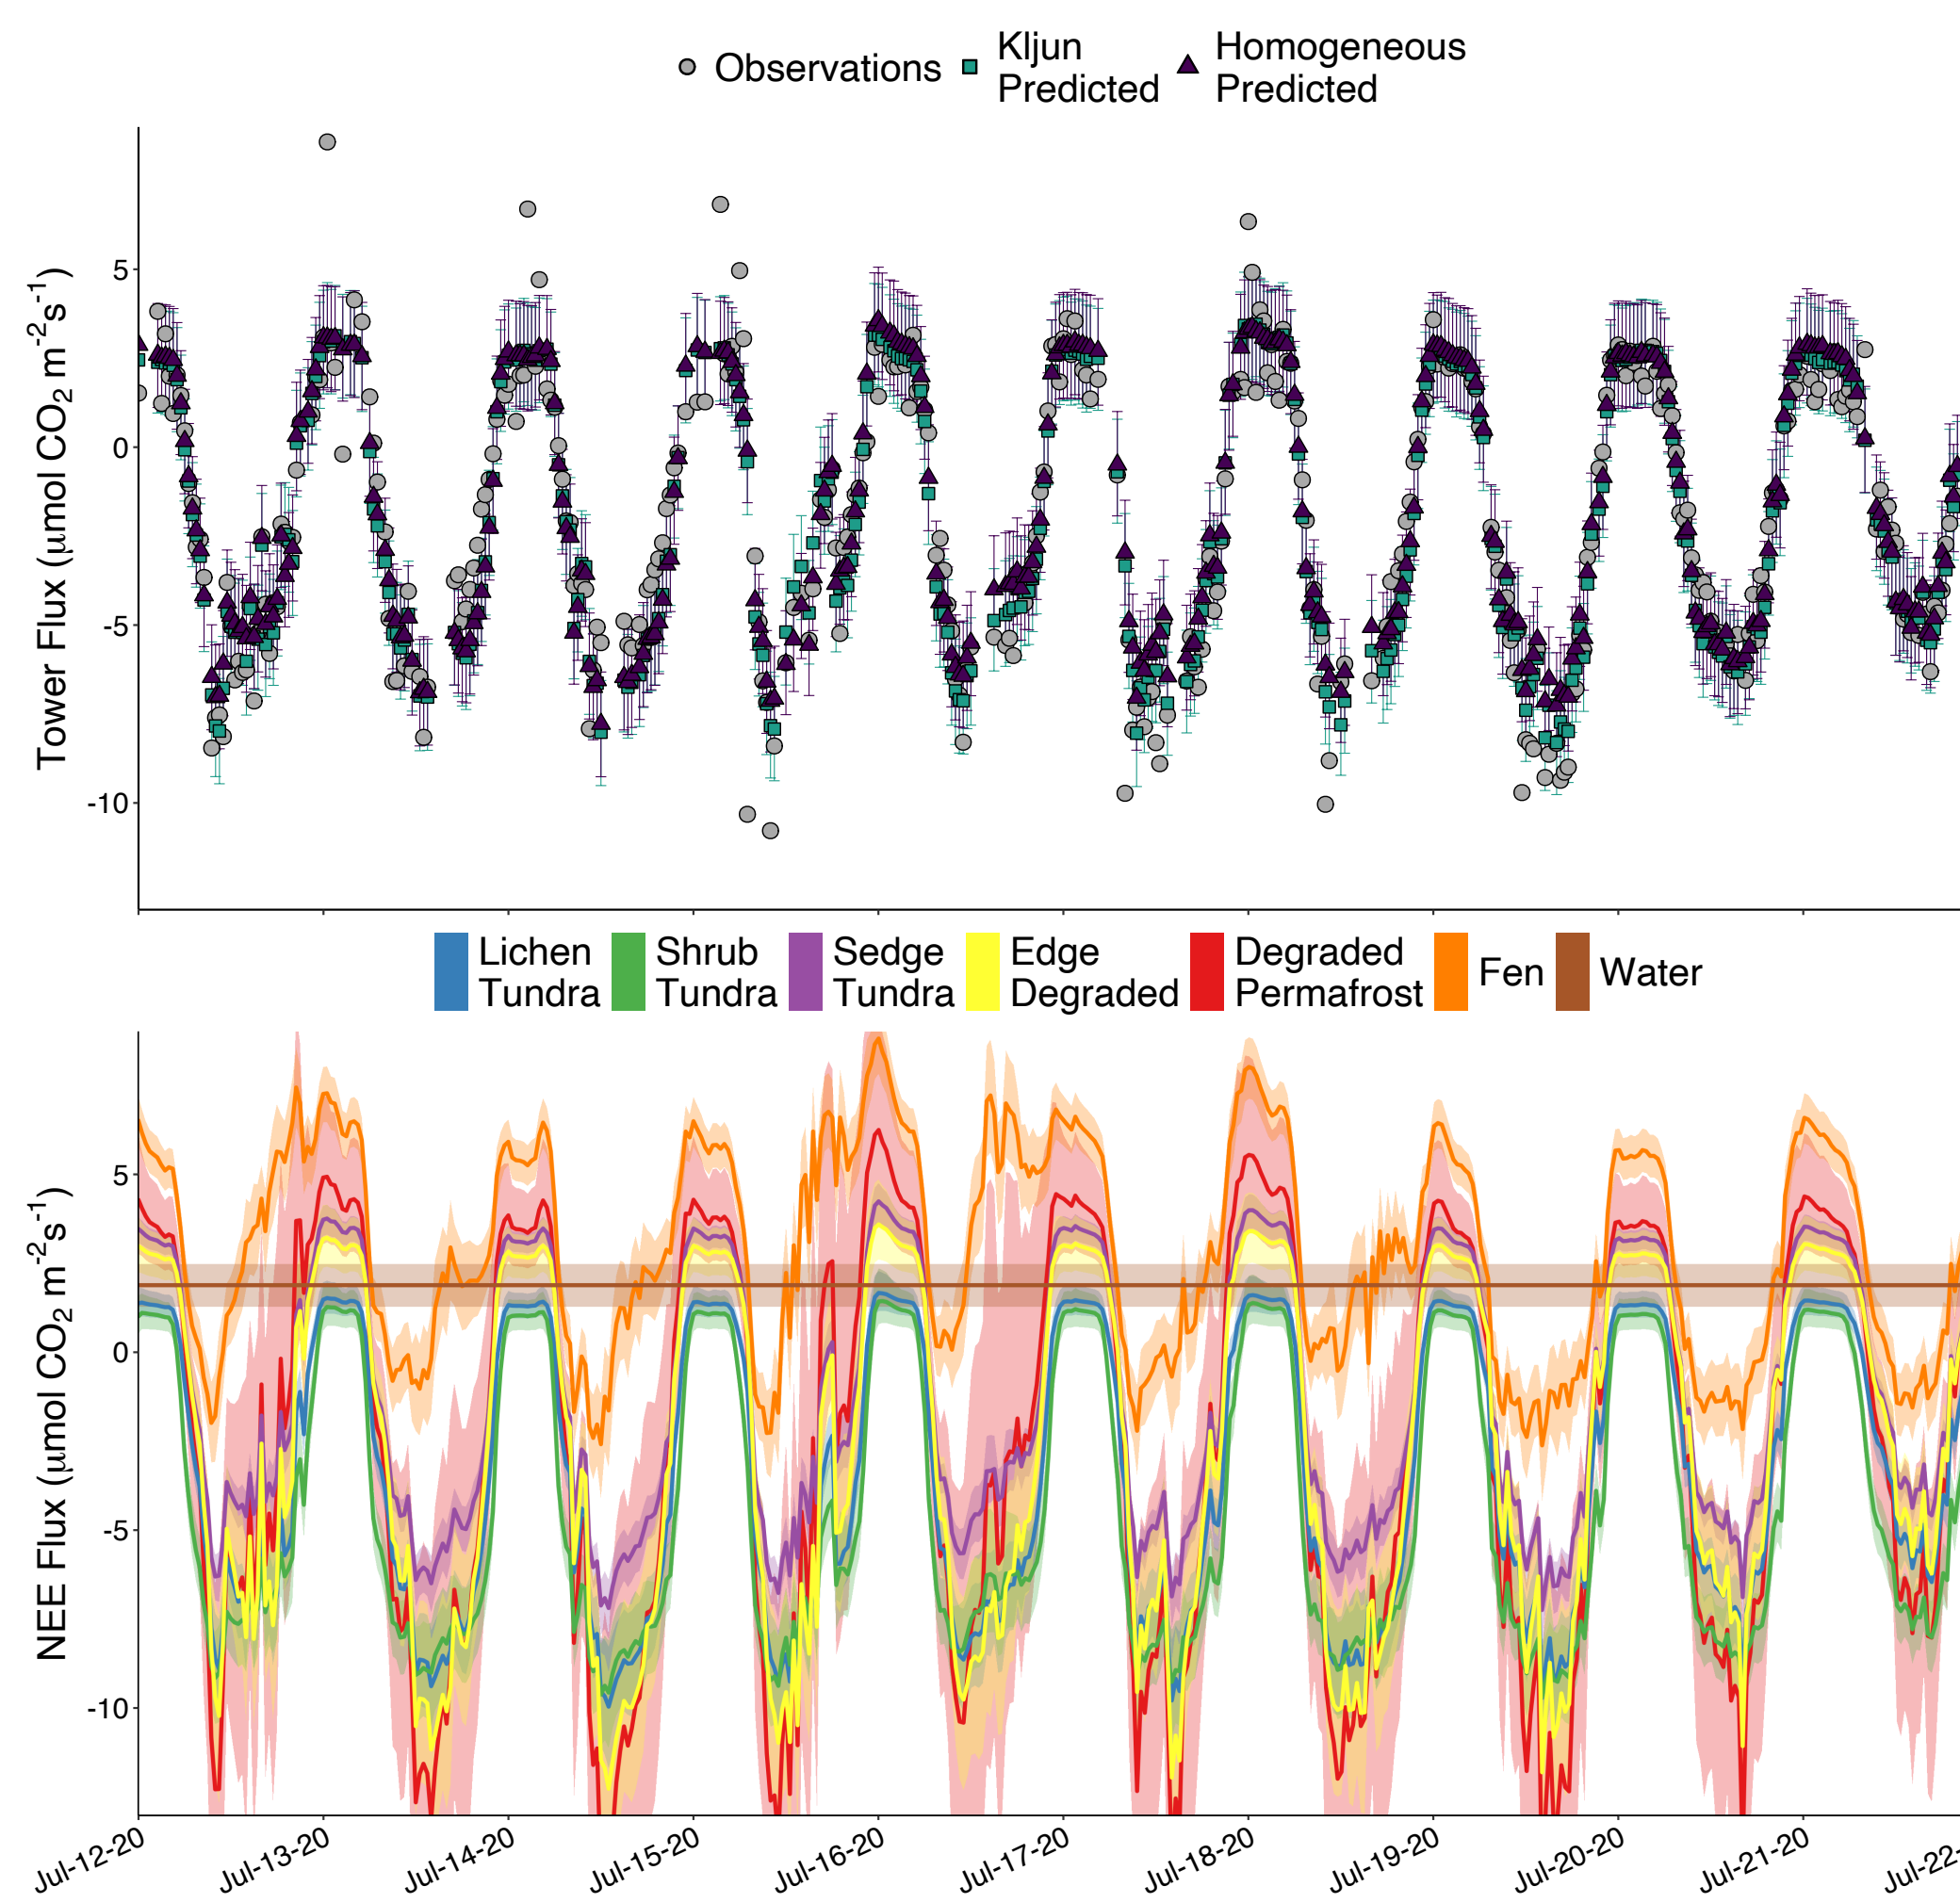 Observations
Kljun
Predicted
Homogeneous
Predicted
Tower Flux (μmol CO2 m-2s-1)
5
0
-5
-10
Lichen
Tundra
Shrub
Tundra
Sedge
Tundra
Edge
Degraded
Degraded
Permafrost
Fen
Water
NEE Flux (μmol CO2 m-2s-1)
5
0
-5
-10
Jul-12-20
Jul-13-20
Jul-14-20
Jul-15-20
Jul-16-20
Jul-17-20
Jul-18-20
Jul-19-20
Jul-20-20
Jul-21-20
Jul-22-